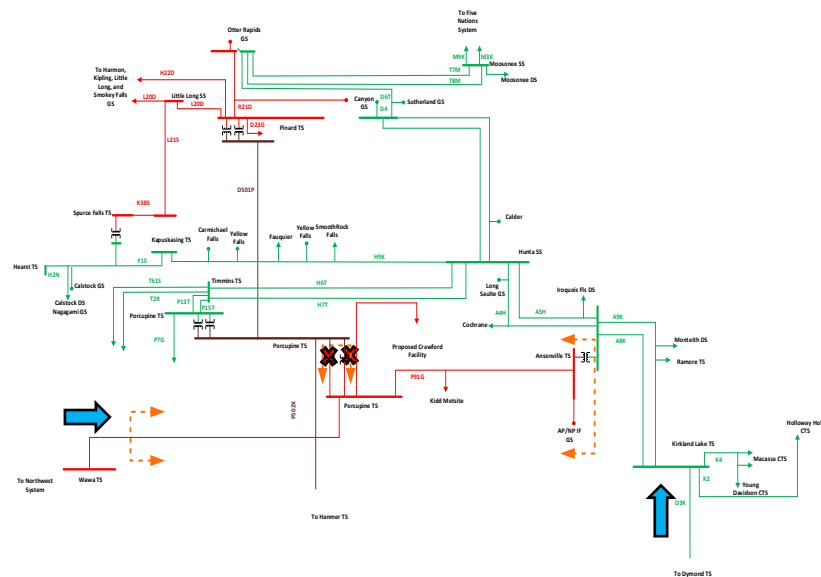 To Five
Nations
System
Otter Rapids
GS
M9K
M3K
Moosonee SS
T7M
T8M
Moosonee DS
To Harmon,
Kipling, Little
Long, and
Smokey Falls
GS
H22D
L20D
Little Long SS
L20D
R21D
Canyon
GS
D6T
D4
Sutherland GS
D23G
Pinard TS
L21S
D501P
K38S
Spurce Falls TS
Kapuskasing TS
Carmichael
Falls
Yellow
Falls
Fauquier
Yellow
Falls
SmoothRock
Falls
Calder
Hunta SS
Hearst TS
H2N
F1E
H9K
Calstock GS
Calstock DS
Nagagami GS
T61S
T2R
Timmins TS
P13T
P15T
H6T
H7T
Long
Saulte GS
Iroquois Fls DS
Porcupine TS
P7G
A4H
A5H
Cochrane
A9K
A8K
Monteith DS
Ramore TS
Porcupine TS
Proposed Crawford
Facility
Ansonville TS
P91G
Kidd Metsite
Porcupine TS
P502X
AP/NP IF
GS
Holloway Hol
CTS
Kirkland Lake TS
K4
Macassa CTS
K2
Young
Davidson CTS
D3K
To Northwest
System
Wawa TS
To Hanmer TS
To Dymond TS